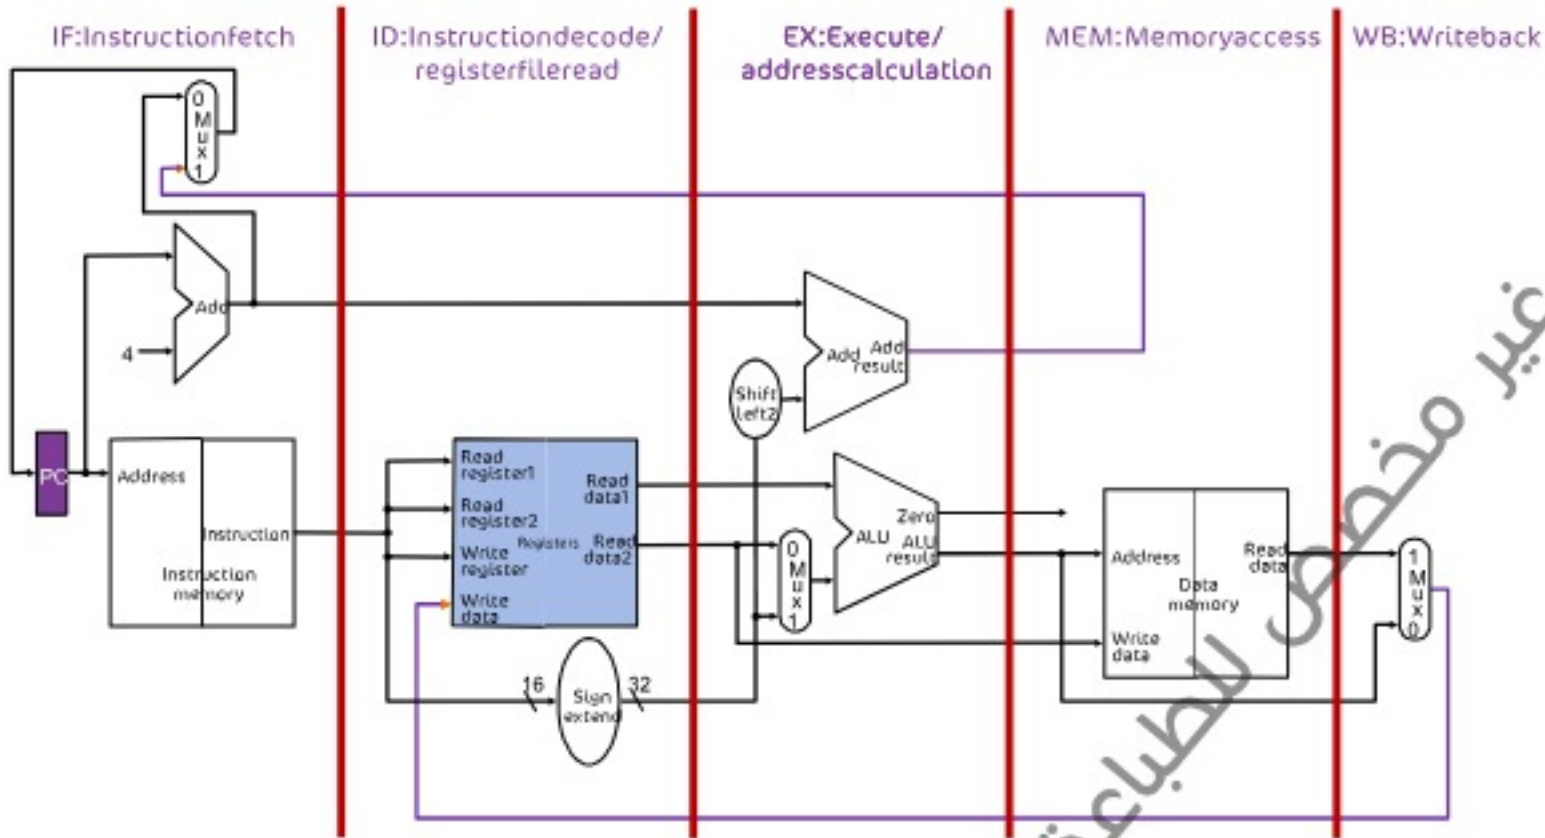 IF:Instructionfetch
ID:Instructiondecode/
registerfileread
EX:Execute/
addresscalculation
MEM:Memoryaccess
WB:Writeback
0
M
u
x
1
Add
4
PC
Address
Instruction
Instruction
memory
Read
register1
Read
register2
Write
register
Write
data
Registers
Read
data1
Read
data2
16
Sign
extend
32
Shift
left2
Add
Add
result
0
M
u
x
1
ALU
Zero
ALU
result
Address
Write
data
Data
memory
Read
data
1
M
u
x
0
غير مخصص للطباعة